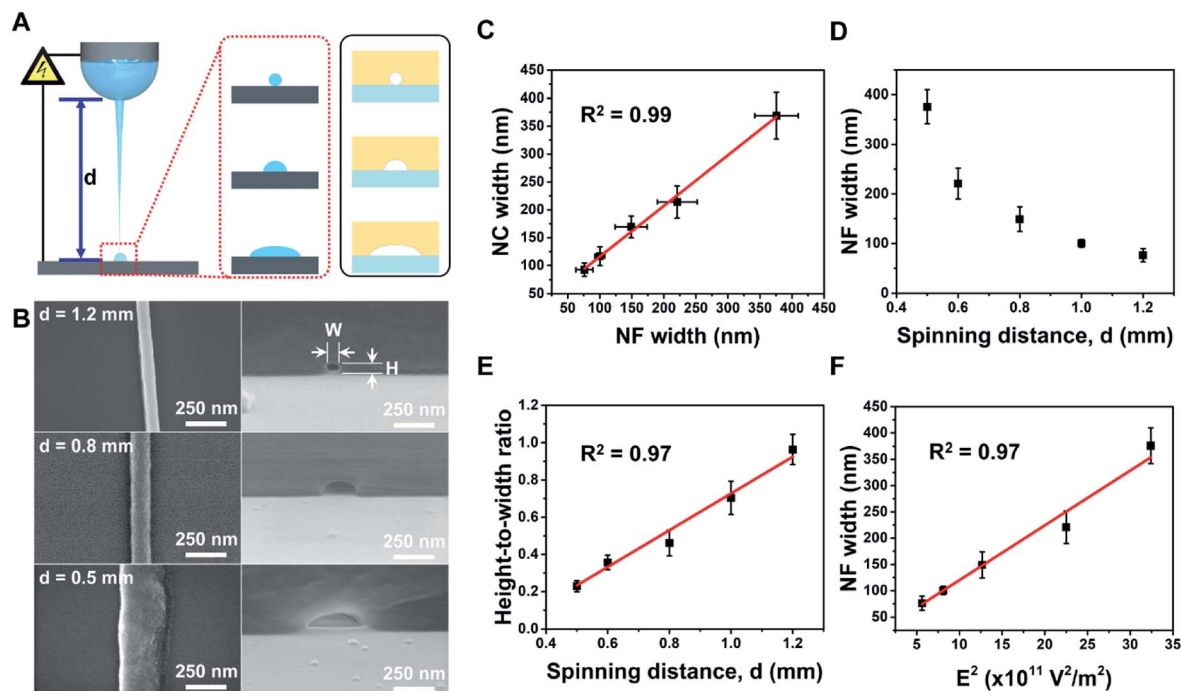 A
d
B
d = 1.2 mm
250 nm
W
H
250 nm
d = 0.8 mm
250 nm
250 nm
d = 0.5 mm
250 nm
250 nm
C
R² = 0.99
NC width (nm)
450
400
350
300
250
200
150
100
50
50 100 150 200 250 300 350 400 450
NF width (nm)
D
NF width (nm)
400
300
200
100
0
0.4 0.6 0.8 1.0 1.2
Spinning distance, d (mm)
E
R² = 0.97
Height-to-width ratio
1.2
1.0
0.8
0.6
0.4
0.2
0.0
0.4 0.6 0.8 1.0 1.2
Spinning distance, d (mm)
F
R² = 0.97
NF width (nm)
450
400
350
300
250
200
150
100
50
0
5 10 15 20 25 30 35
E² (x10¹¹ V²/m²)